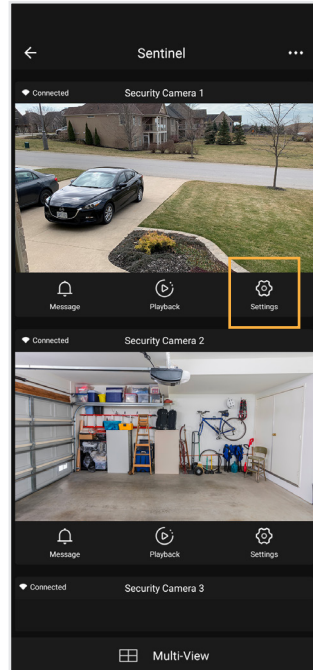 Sentinel
Connected Security Camera 1
Message Playback Settings
Connected Security Camera 2
Message Playback Settings
Connected Security Camera 3
Multi-View